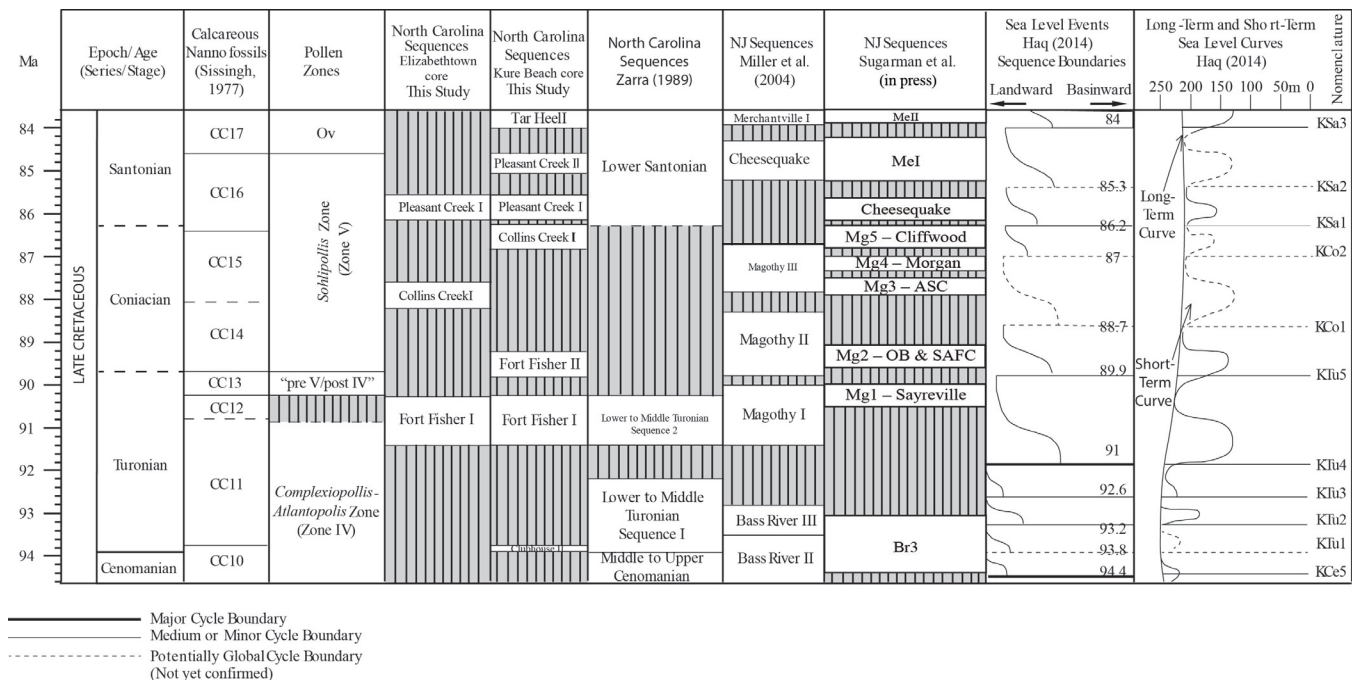 Ma
Epoch/Age
(Series/Stage)
Calcareous
Nanno fossils
(Sissingh,
1977)
Pollen
Zones
North Carolina
Sequences
Elizabethtown
core
This Study
North Carolina
Sequences
Kure Beach core
This Study
North Carolina
Sequences
Zarra (1989)
NJ Sequences
Miller et al.
(2004)
NJ Sequences
Sugarman et al.
(in press)
Sea Level Events
Haq (2014)
Sequence Boundaries
Landward Basinward
Long -Term and Short-Term
Sea Level Curves
Haq (2014)
250 200 150 100 50m 0
Nomenclature
84
85
86
87
88
89
90
91
92
93
94
LATE CRETACEOUS
Santonian
Coniacian
Turonian
Cenomanian
CC17
CC16
CC15
CC14
CC13
CC12
CC11
CC10
Ov
Sohlipollis Zone
(Zone V)
“pre V/post IV”
Complexiopollis-
Atlantopolis Zone
(Zone IV)
Pleasant Creek I
Collins CreekI
Fort Fisher I
Tar HeelI
Pleasant Creek II
Pleasant Creek I
Collins Creek I
Fort Fisher II
Fort Fisher I
Clubhouse I
Lower Santonian
Lower to Middle Turonian
Sequence 2
Lower to Middle
Turonian
Sequence I
Middle to Upper
Cenomanian
Merchantville I
Cheesequake
Magothy III
Magothy II
Magothy I
Bass River III
Bass River II
MeII
MeI
Cheesequake
Mg5 – Cliffwood
Mg4 – Morgan
Mg3 – ASC
Mg2 – OB & SAFC
Mg1 – Sayreville
Br3
84
85.3
86.2
87
88.7
89.9
91
92.6
93.2
93.8
94.4
Long-
Term
Curve
Short-
Term
Curve
KSa3
KSa2
KSa1
KCo2
KCo1
KTu5
KTu4
KTu3
KTu2
KTu1
KCe5
Major Cycle Boundary
Medium or Minor Cycle Boundary
Potentially Global Cycle Boundary
(Not yet confirmed)